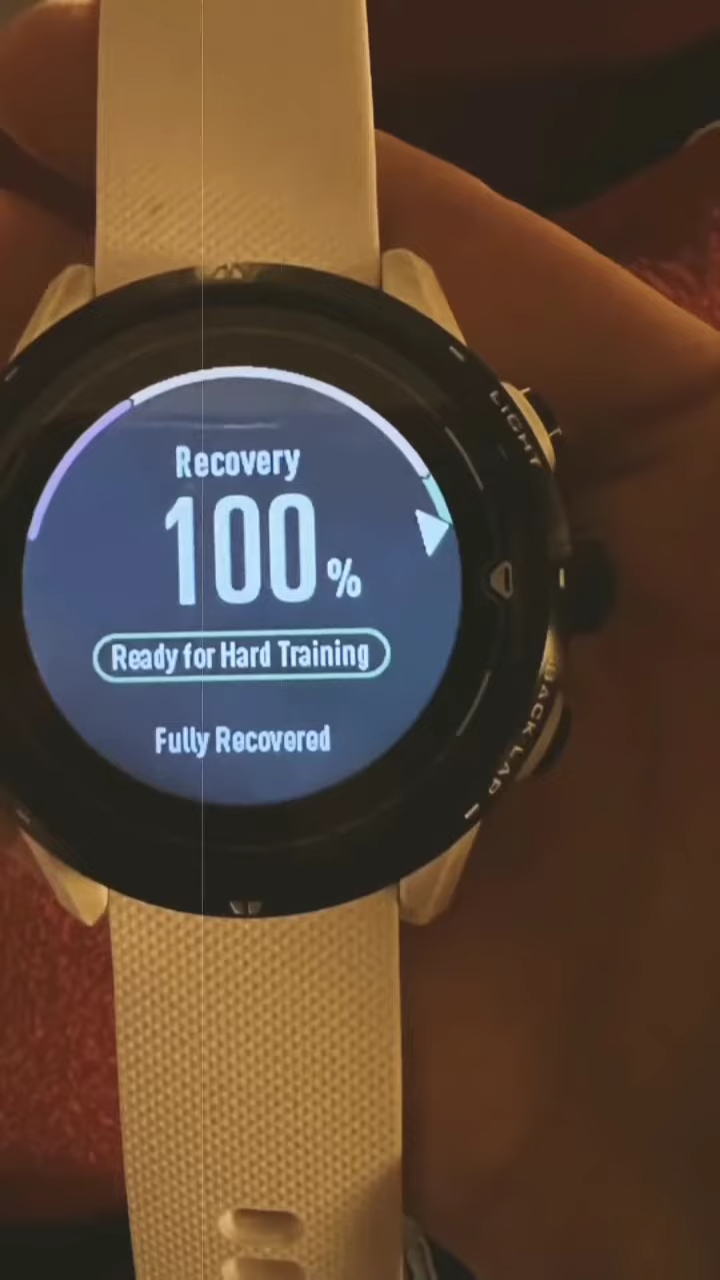 Recovery
100%
Ready for Hard Training
Fully Recovered
LIGHT
BACK LAP